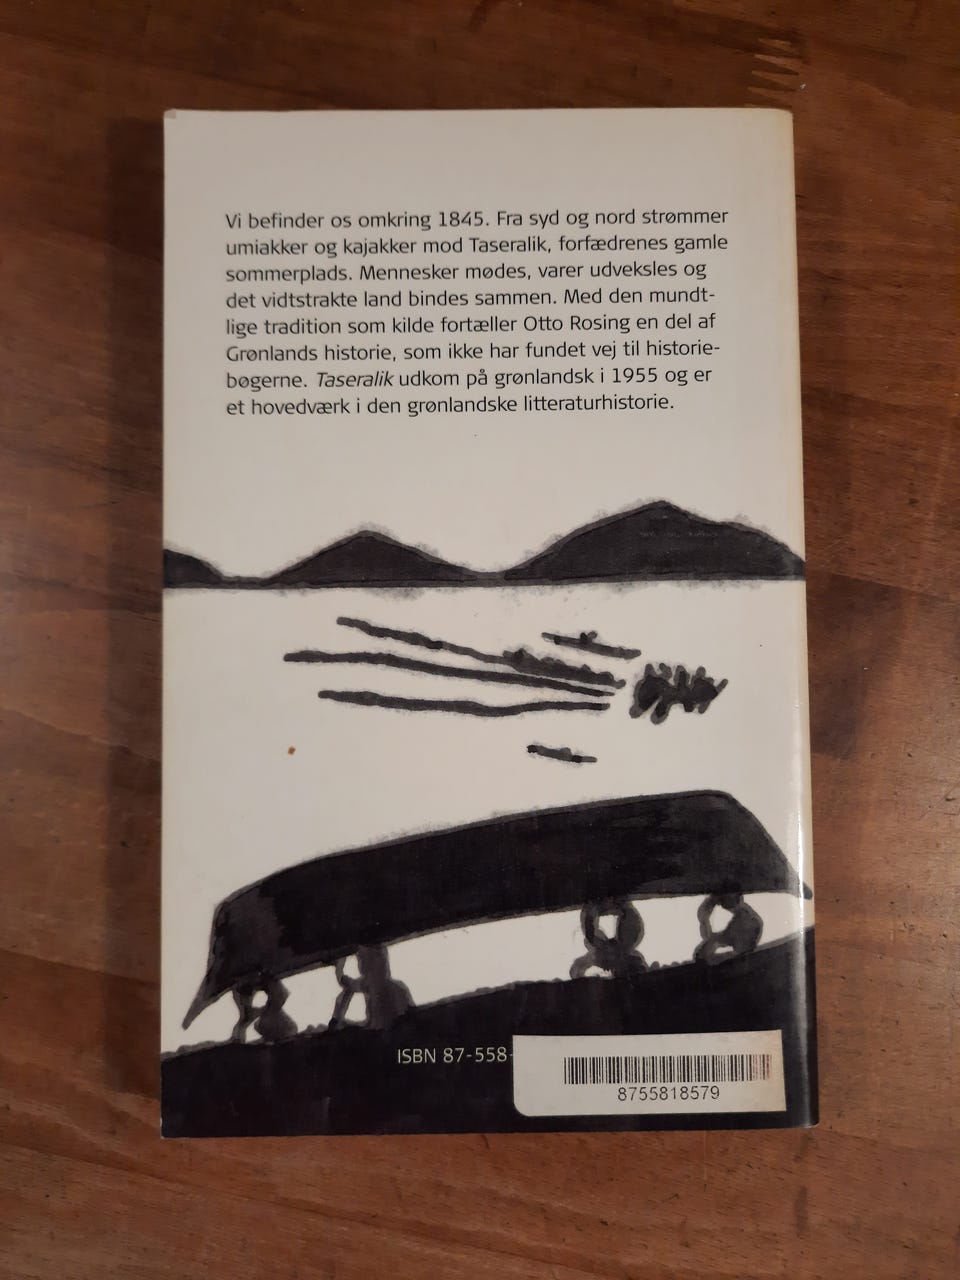 Vi befinder os omkring 1845. Fra syd og nord strømmer
umiakker og kajakker mod Taseralik, forfædrenes gamle
sommerplads. Mennesker mødes, varer udveksles og
det vidtstrakte land bindes sammen. Med den mundt-
lige tradition som kilde fortæller Otto Rosing en del af
Grønlands historie, som ikke har fundet vej til historie-
bøgerne. Taseralik udkom på grønlandsk i 1955 og er
et hovedværk i den grønlandske litteraturhistorie.
ISBN 87-558-
8755818579